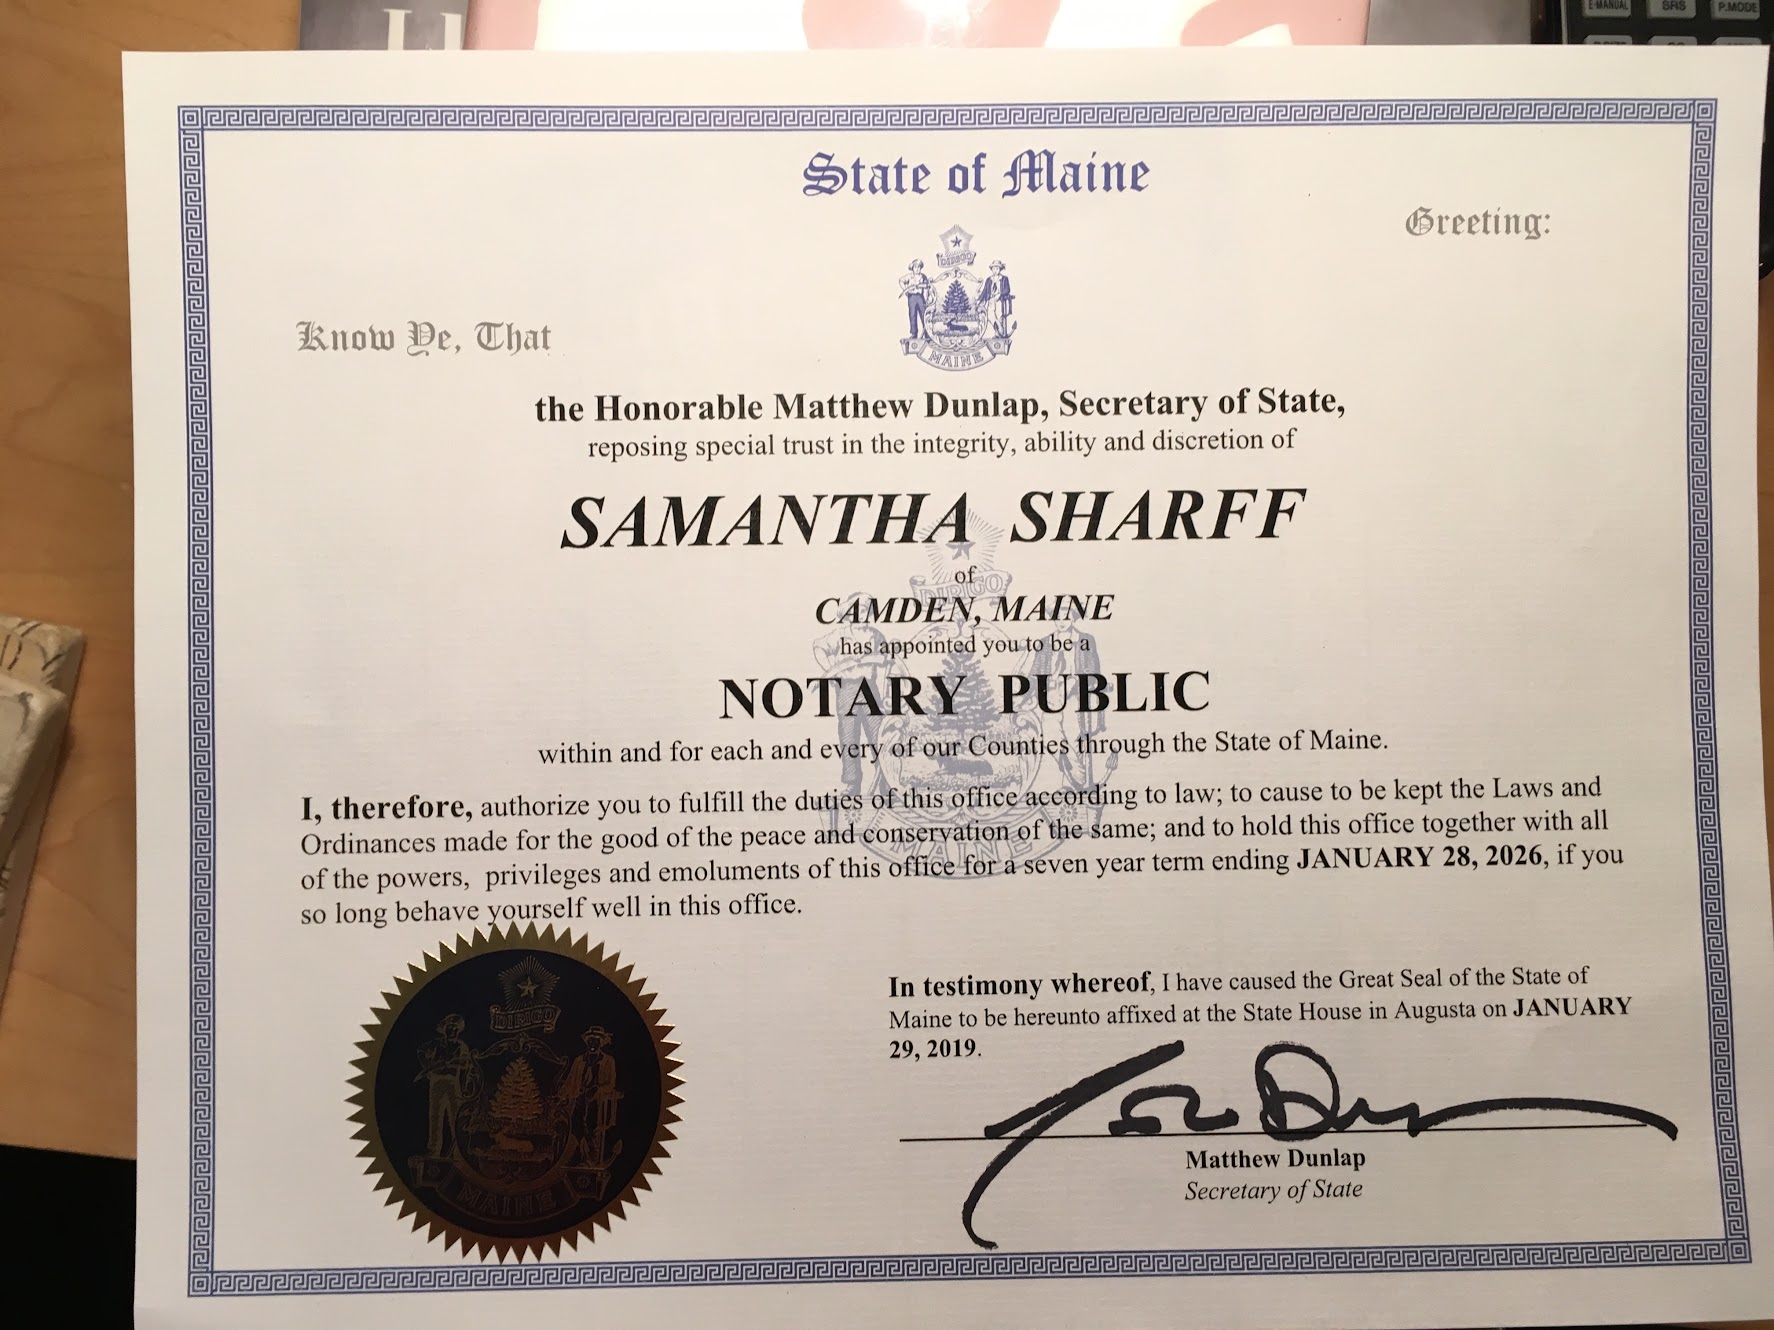 E-MANUAL SRS P.MODE
State of Maine
Greeting:
DIRIGO
MAINE
Know Ye, That
the Honorable Matthew Dunlap, Secretary of State,
reposing special trust in the integrity, ability and discretion of
SAMANTHA SHARFF
of
DIRIGO
CAMDEN, MAINE
has appointed you to be a
NOTARY PUBLIC
within and for each and every of our Counties through the State of Maine.
I, therefore, authorize you to fulfill the duties of this office according to law; to cause to be kept the Laws and
Ordinances made for the good of the peace and conservation of the same; and to hold this office together with all
MAINE
of the powers, privileges and emoluments of this office for a seven year term ending JANUARY 28, 2026, if you
so long behave yourself well in this office.
DIRIGO
MAINE
In testimony whereof, I have caused the Great Seal of the State of
Maine to be hereunto affixed at the State House in Augusta on JANUARY
29, 2019.
Matthew Dunlap
Secretary of State